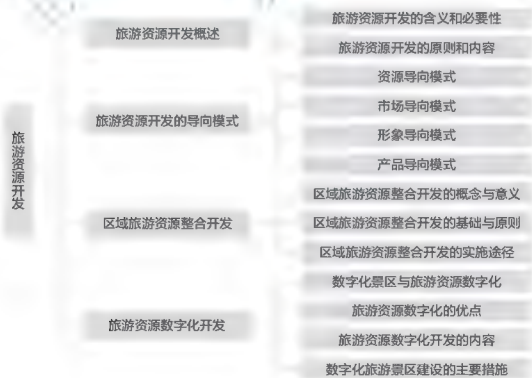 旅游资源开发
旅游资源开发概述
旅游资源开发的含义和必要性
旅游资源开发的原则和内容
旅游资源开发的导向模式
资源导向模式
市场导向模式
形象导向模式
产品导向模式
区域旅游资源整合开发
区域旅游资源整合开发的概念与意义
区域旅游资源整合开发的基础与原则
区域旅游资源整合开发的实施途径
旅游资源数字化开发
数字化景区与旅游资源数字化
旅游资源数字化的优点
旅游资源数字化开发的内容
数字化旅游景区建设的主要措施